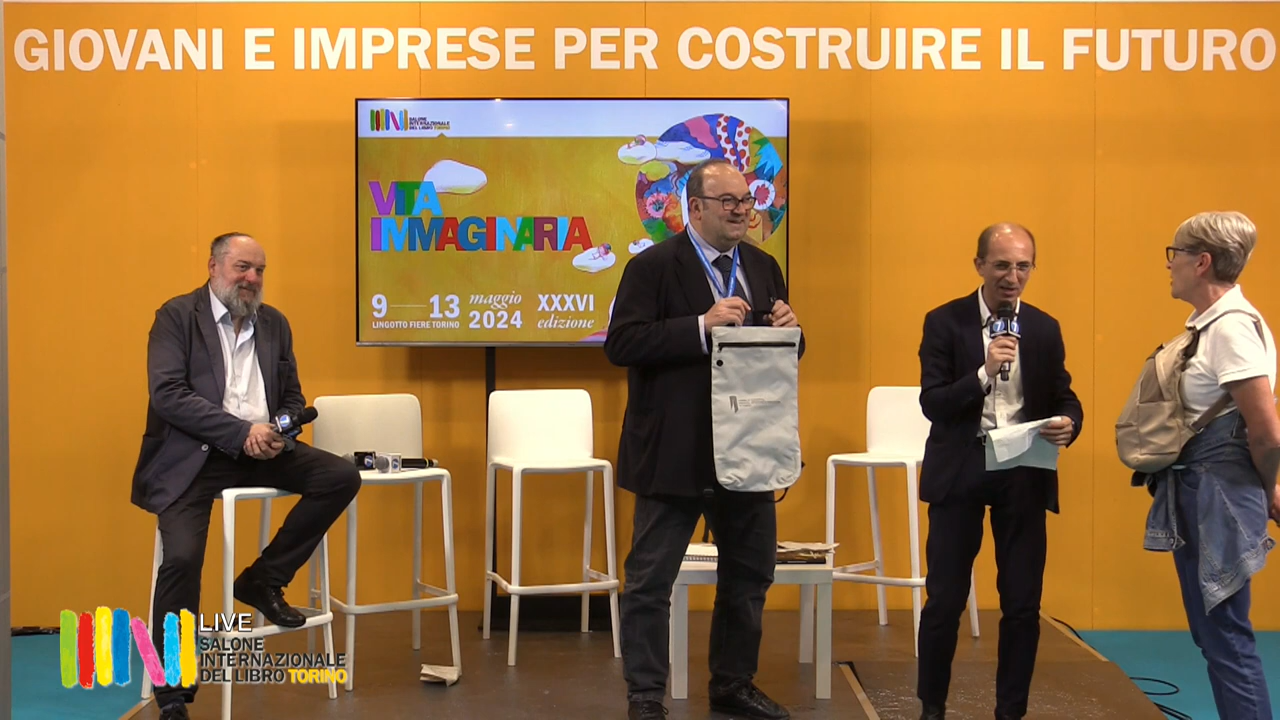 GIOVANI E IMPRESE PER COSTRUIRE IL FUTURO
SALONE
INTERNAZIONALE
DEL LIBRO TORINO
VITA
IMMAGINARIA
9 — 13 maggio XXXVI
LINGOTTO FIERE TORINO 2024 edizione
LIVE
SALONE
INTERNAZIONALE
DEL LIBRO TORINO